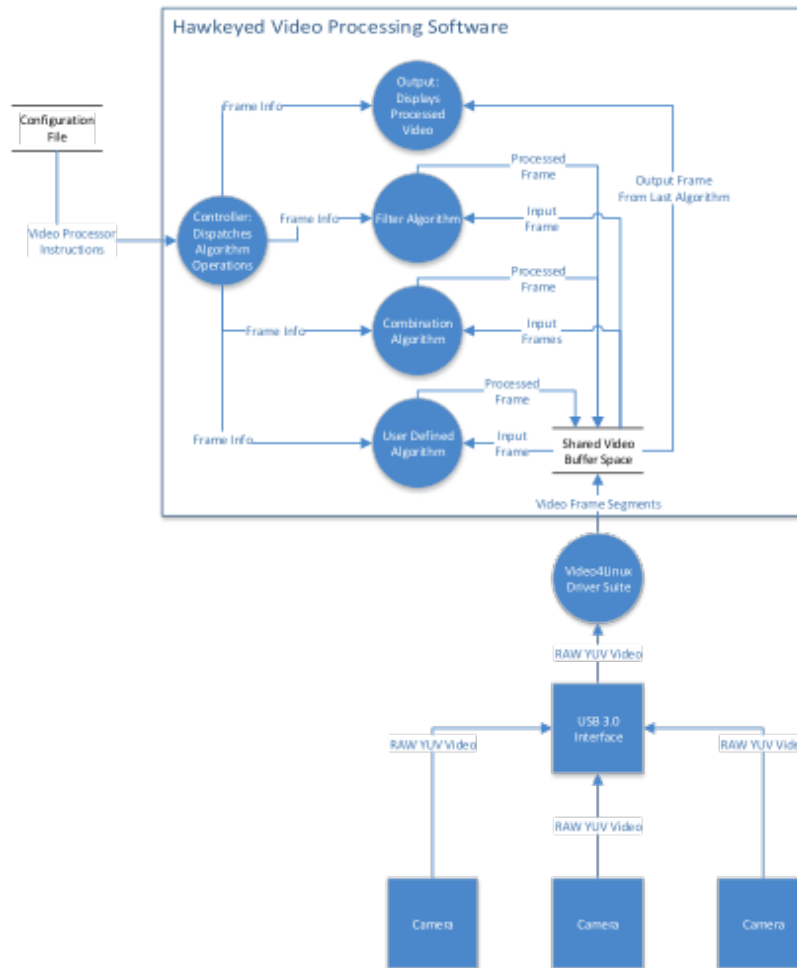 Hawkeyed Video Processing Software
Output:
Displays
Processed
Video
Frame Info
Configuration
File
Processed
Frame
Output Frame
From Last Algorithm
Controller:
Dispatches
Algorithm
Operations
Frame Info
Filter Algorithm
Input
Frame
Video Processor
Instructions
Processed
Frame
Frame Info
Combination
Algorithm
Input
Frames
Processed
Frame
Frame Info
User Defined
Algorithm
Input
Frame
Shared Video
Buffer Space
Video Frame Segments
Video4Linux
Driver Suite
RAW YUV Video
USB 3.0
Interface
RAW YUV Video
RAW YUV Vide
RAW YUV Video
Camera
Camera
Camera